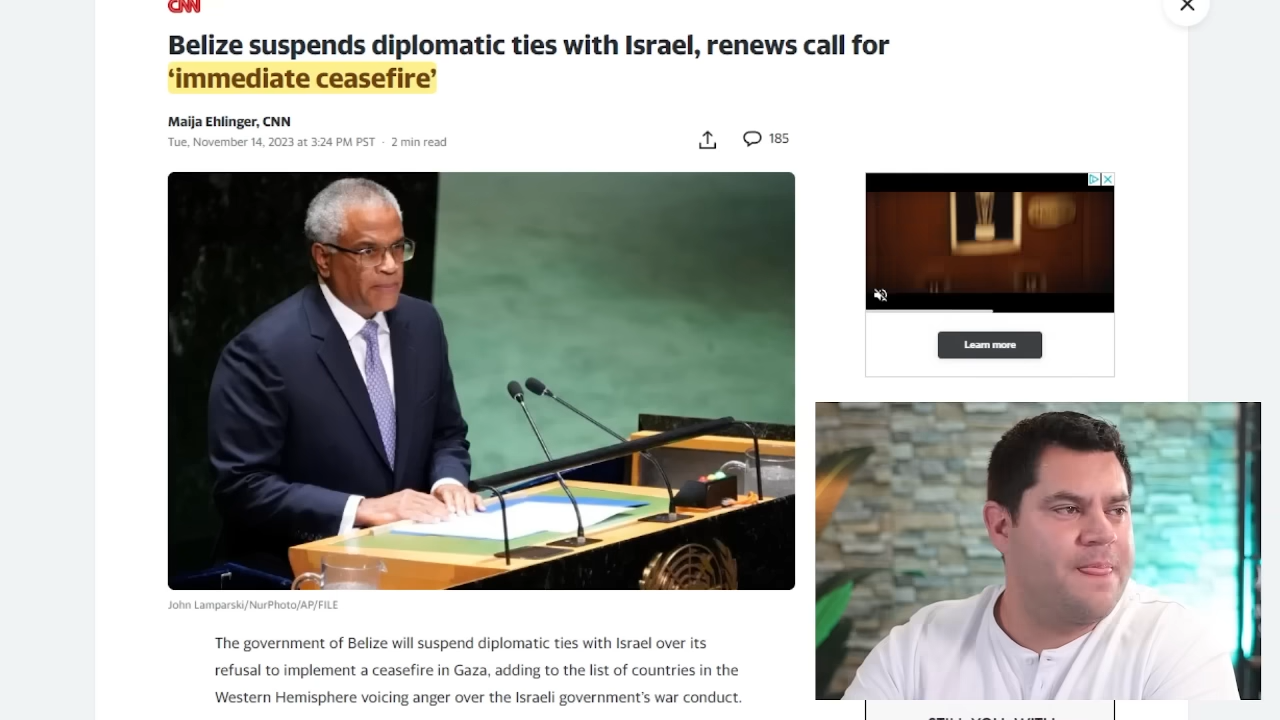 CNN
Belize suspends diplomatic ties with Israel, renews call for
‘immediate ceasefire’
Maija Ehlinger, CNN
Tue, November 14, 2023 at 3:24 PM PST · 2 min read
185
Learn more
John Lamparski/NurPhoto/AP/FILE
The government of Belize will suspend diplomatic ties with Israel over its
refusal to implement a ceasefire in Gaza, adding to the list of countries in the
Western Hemisphere voicing anger over the Israeli government’s war conduct.